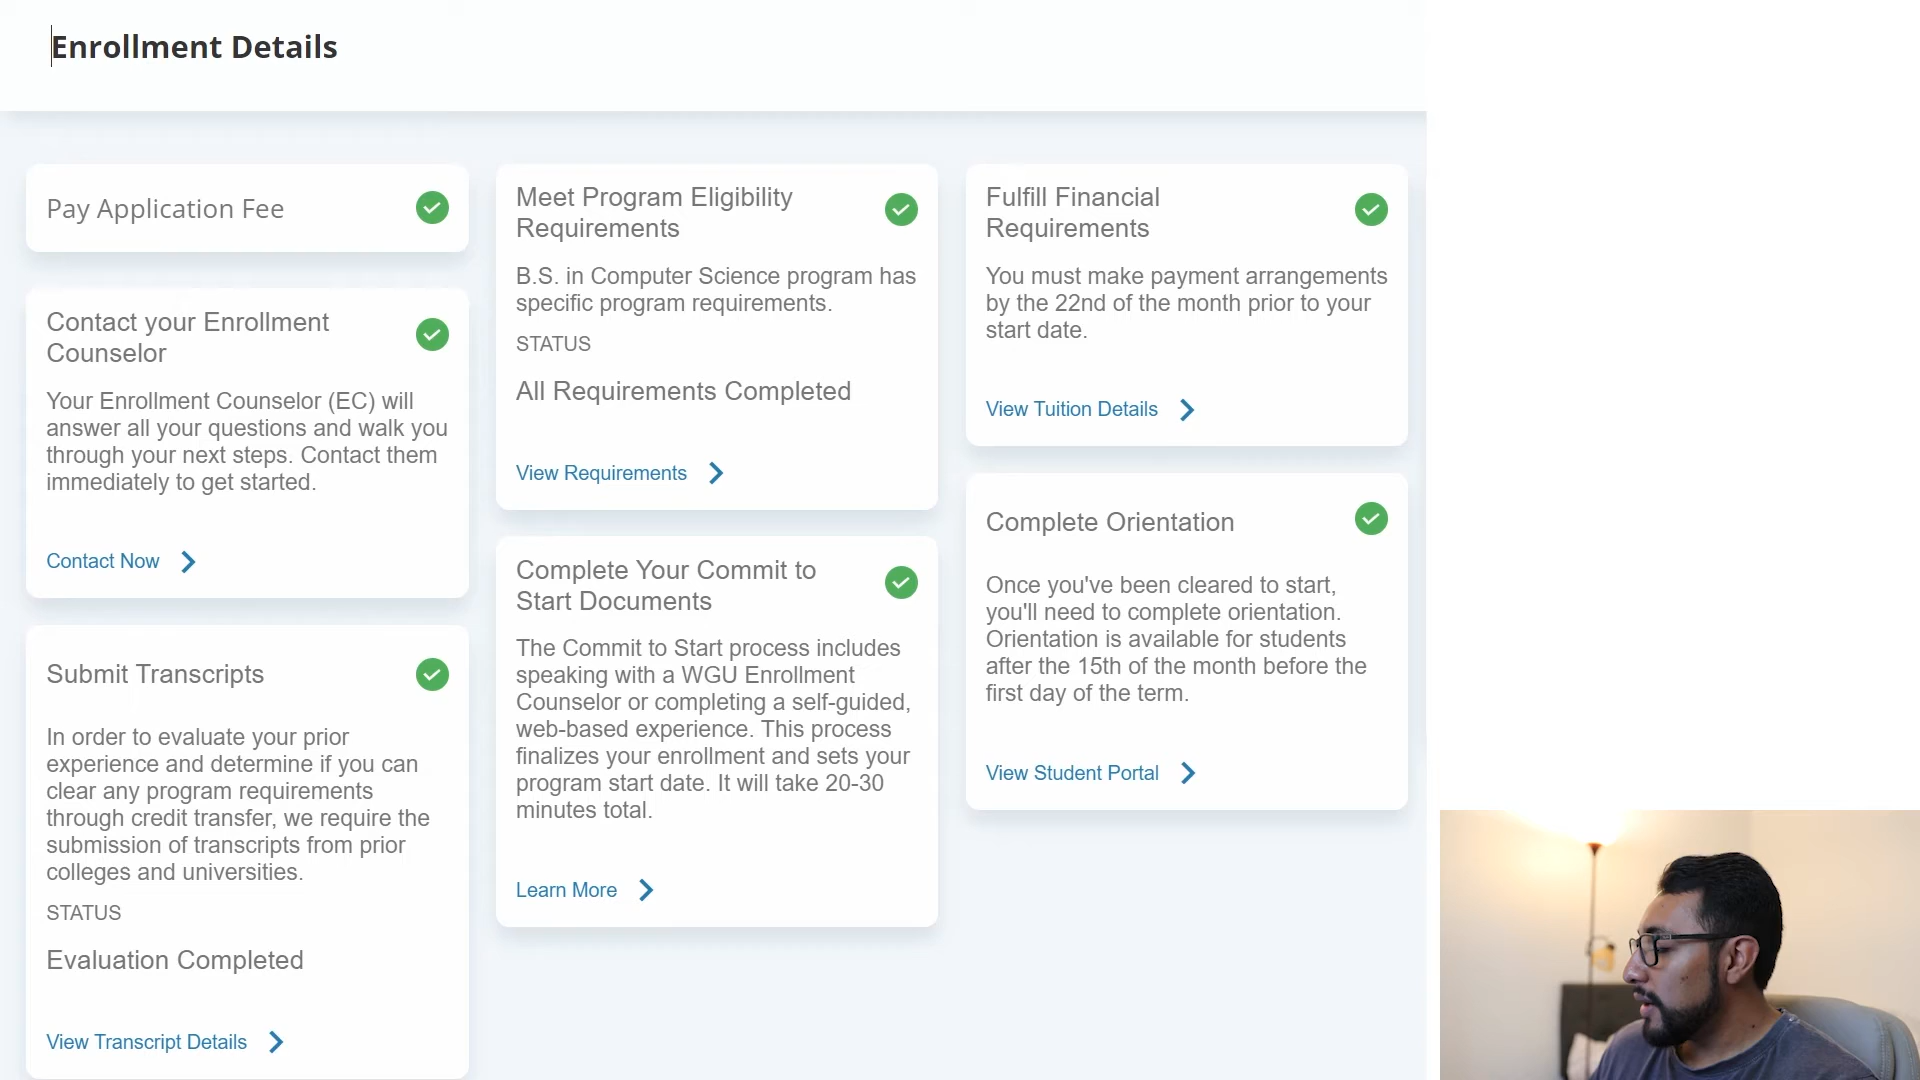 Enrollment Details
Pay Application Fee
Contact your Enrollment
Counselor
Your Enrollment Counselor (EC) will
answer all your questions and walk you
through your next steps. Contact them
immediately to get started.
Contact Now
Submit Transcripts
In order to evaluate your prior
experience and determine if you can
clear any program requirements
through credit transfer, we require the
submission of transcripts from prior
colleges and universities.
STATUS
Evaluation Completed
View Transcript Details
Meet Program Eligibility
Requirements
B.S. in Computer Science program has
specific program requirements.
STATUS
All Requirements Completed
View Requirements
Complete Your Commit to
Start Documents
The Commit to Start process includes
speaking with a WGU Enrollment
Counselor or completing a self-guided,
web-based experience. This process
finalizes your enrollment and sets your
program start date. It will take 20-30
minutes total.
Learn More
Fulfill Financial
Requirements
You must make payment arrangements
by the 22nd of the month prior to your
start date.
View Tuition Details
Complete Orientation
Once you've been cleared to start,
you'll need to complete orientation.
Orientation is available for students
after the 15th of the month before the
first day of the term.
View Student Portal